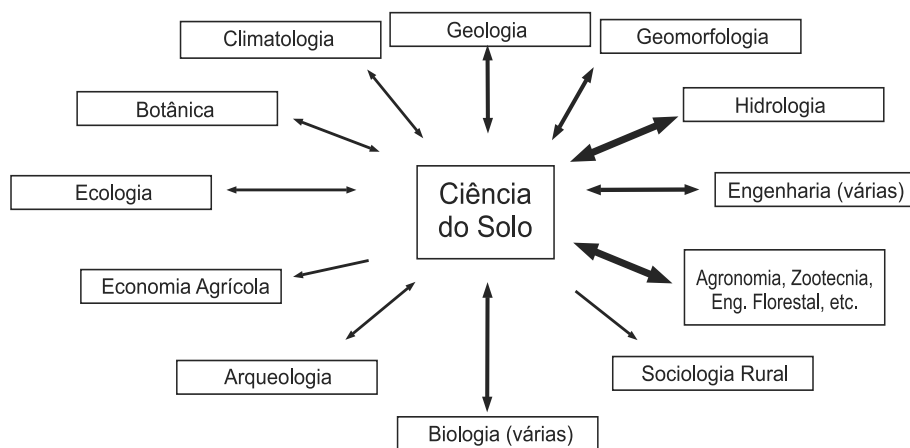 Climatologia
Geologia
Geomorfologia
Botânica
Hidrologia
Ecologia
Ciência
do Solo
Engenharia (várias)
Economia Agrícola
Agronomia, Zootecnia,
Eng. Florestal, etc.
Arqueologia
Sociologia Rural
Biologia (várias)